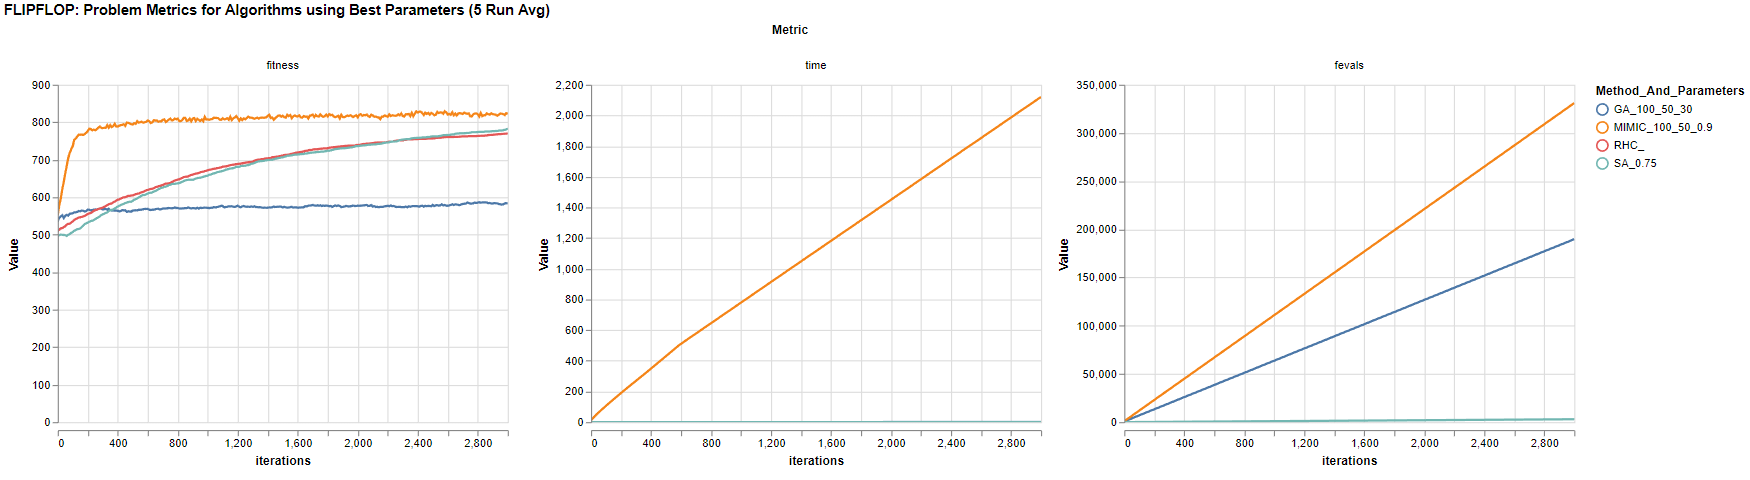 FLIPFLOP: Problem Metrics for Algorithms using Best Parameters (5 Run Avg)
Metric
fitness
900
800
700
600
500
400
300
200
100
0
Value
0 400 800 1,200 1,600 2,000 2,400 2,800
iterations
time
2,200
2,000
1,800
1,600
1,400
1,200
1,000
800
600
400
200
0
Value
0 400 800 1,200 1,600 2,000 2,400 2,800
iterations
fevals
350,000
300,000
250,000
200,000
150,000
100,000
50,000
0
Value
0 400 800 1,200 1,600 2,000 2,400 2,800
iterations
Method_And_Parameters
GA_100_50_30
MIMIC_100_50_0.9
RHC_
SA_0.75